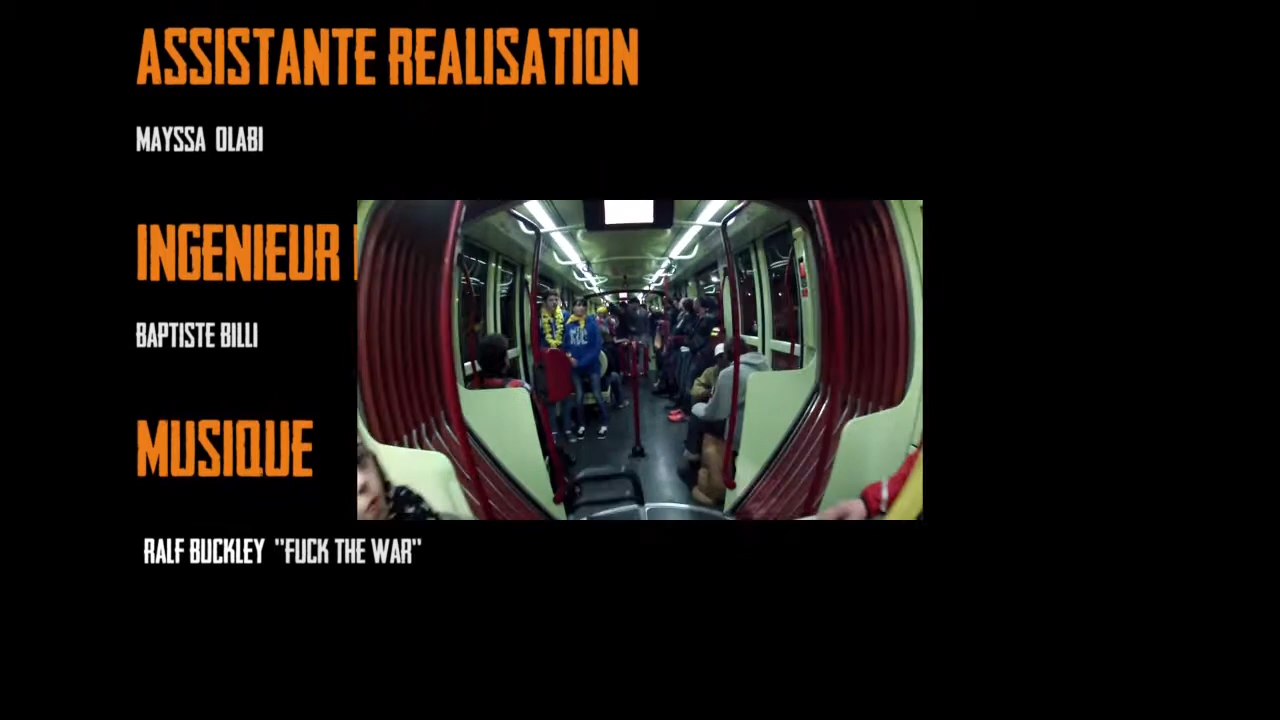 ASSISTANTE REALISATION
MAYSSA OLABI
INGENIEUR
BAPTISTE BILLI
MUSIQUE
RALF BUCKLEY "FUCK THE WAR"